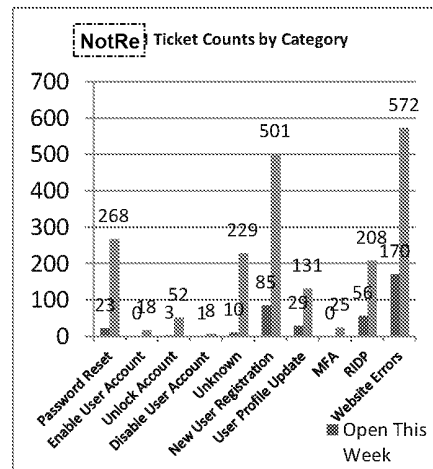 NotRe Ticket Counts by Category
700
600
500
400
300
200
100
0
268
23
0
18
3
52
1
8
10
229
85
501
29
131
0
25
56
208
170
572
Password Reset
Enable User Account
Unlock Account
Disable User Account
Unknown
New User Registration
User Profile Update
MFA
RIDP
Website Errors
Open This
Week